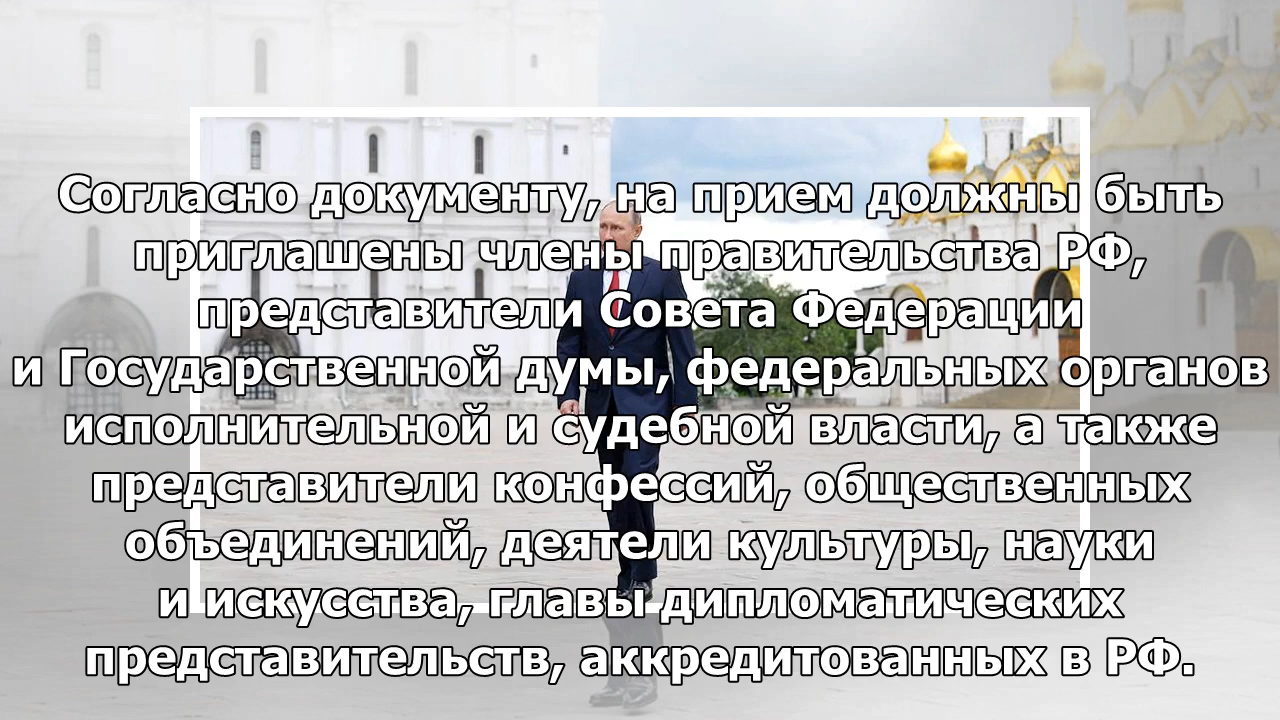 Согласно документу, на прием должны быть
приглашены члены правительства РФ,
представители Совета Федерации
и Государственной думы, федеральных органов
исполнительной и судебной власти, а также
представители конфессий, общественных
объединений, деятели культуры, науки
и искусства, главы дипломатических
представительств, аккредитованных в РФ.